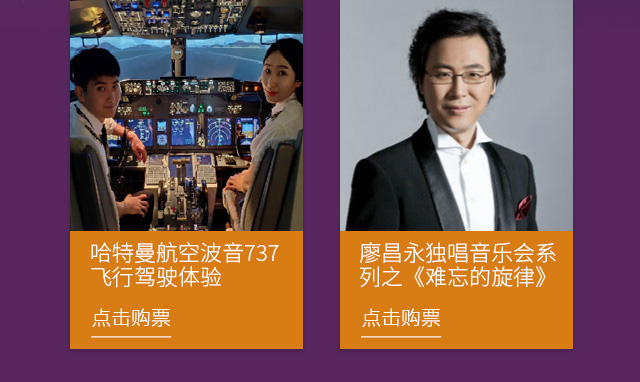 哈特曼航空波音737
飞行驾驶体验
点击购票
廖昌永独唱音乐会系
列之《难忘的旋律》
点击购票